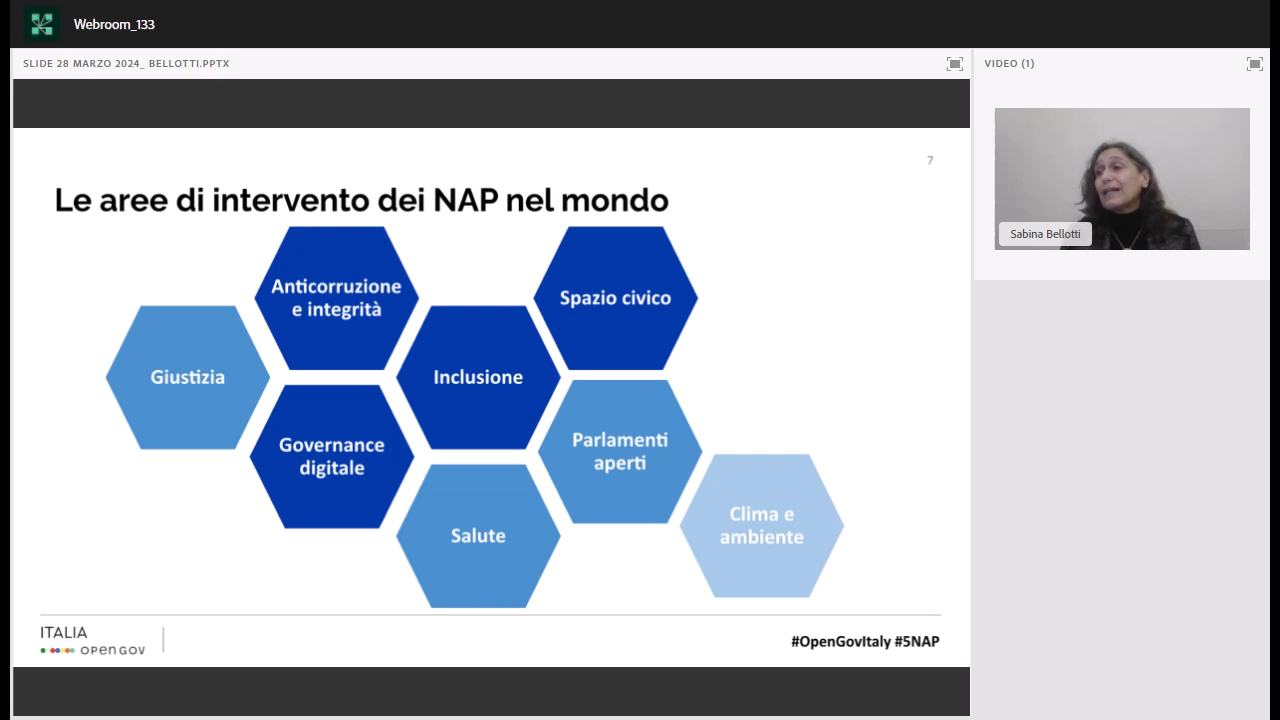 Webroom_133
SLIDE 28 MARZO 2024_ BELLOTTI.PPTX
VIDEO (1)
7
Le aree di intervento dei NAP nel mondo
Anticorruzione
e integrità
Spazio civico
Giustizia
Inclusione
Governance
digitale
Parlamenti
aperti
Salute
Clima e
ambiente
ITALIA
OPEN GOV
#OpenGovItaly #5NAP
Sabina Bellotti